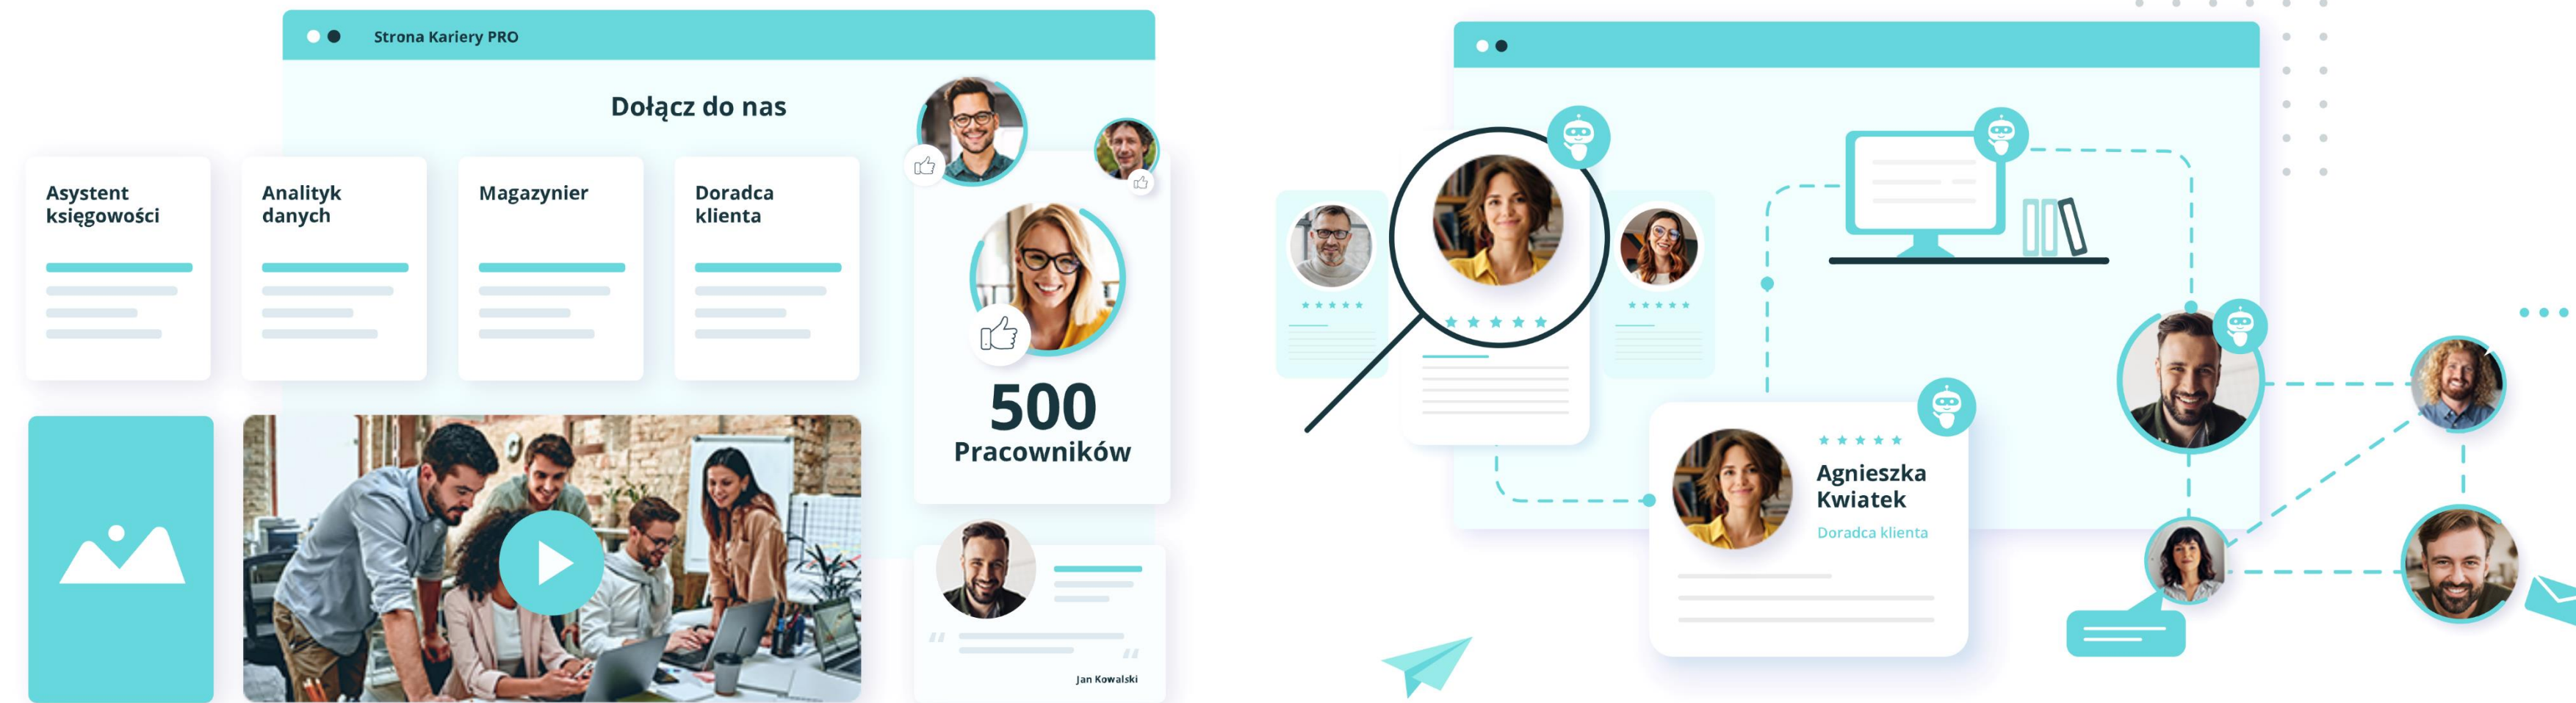 Strona Kariery PRO
Dołącz do nas
Asystent
księgowości
Analityk
danych
Magazynier
Doradca
klienta
500
Pracowników
Jan Kowalski
Agnieszka
Kwiatek
Doradca klienta